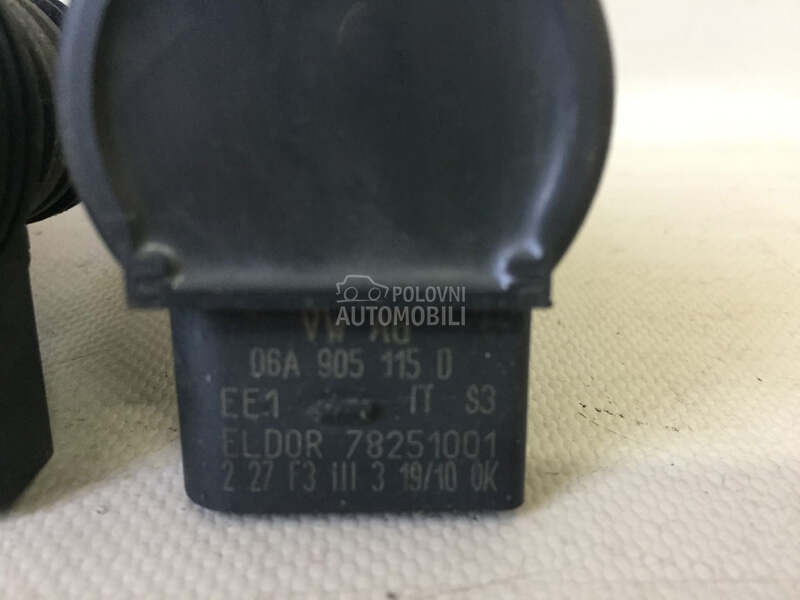 POLOVNI
AUTOMOBILI
VW AG
06A 905 115 D
EE1 IT S3
ELDOR 78251001
2 27 F3 III 3 19/10 OK